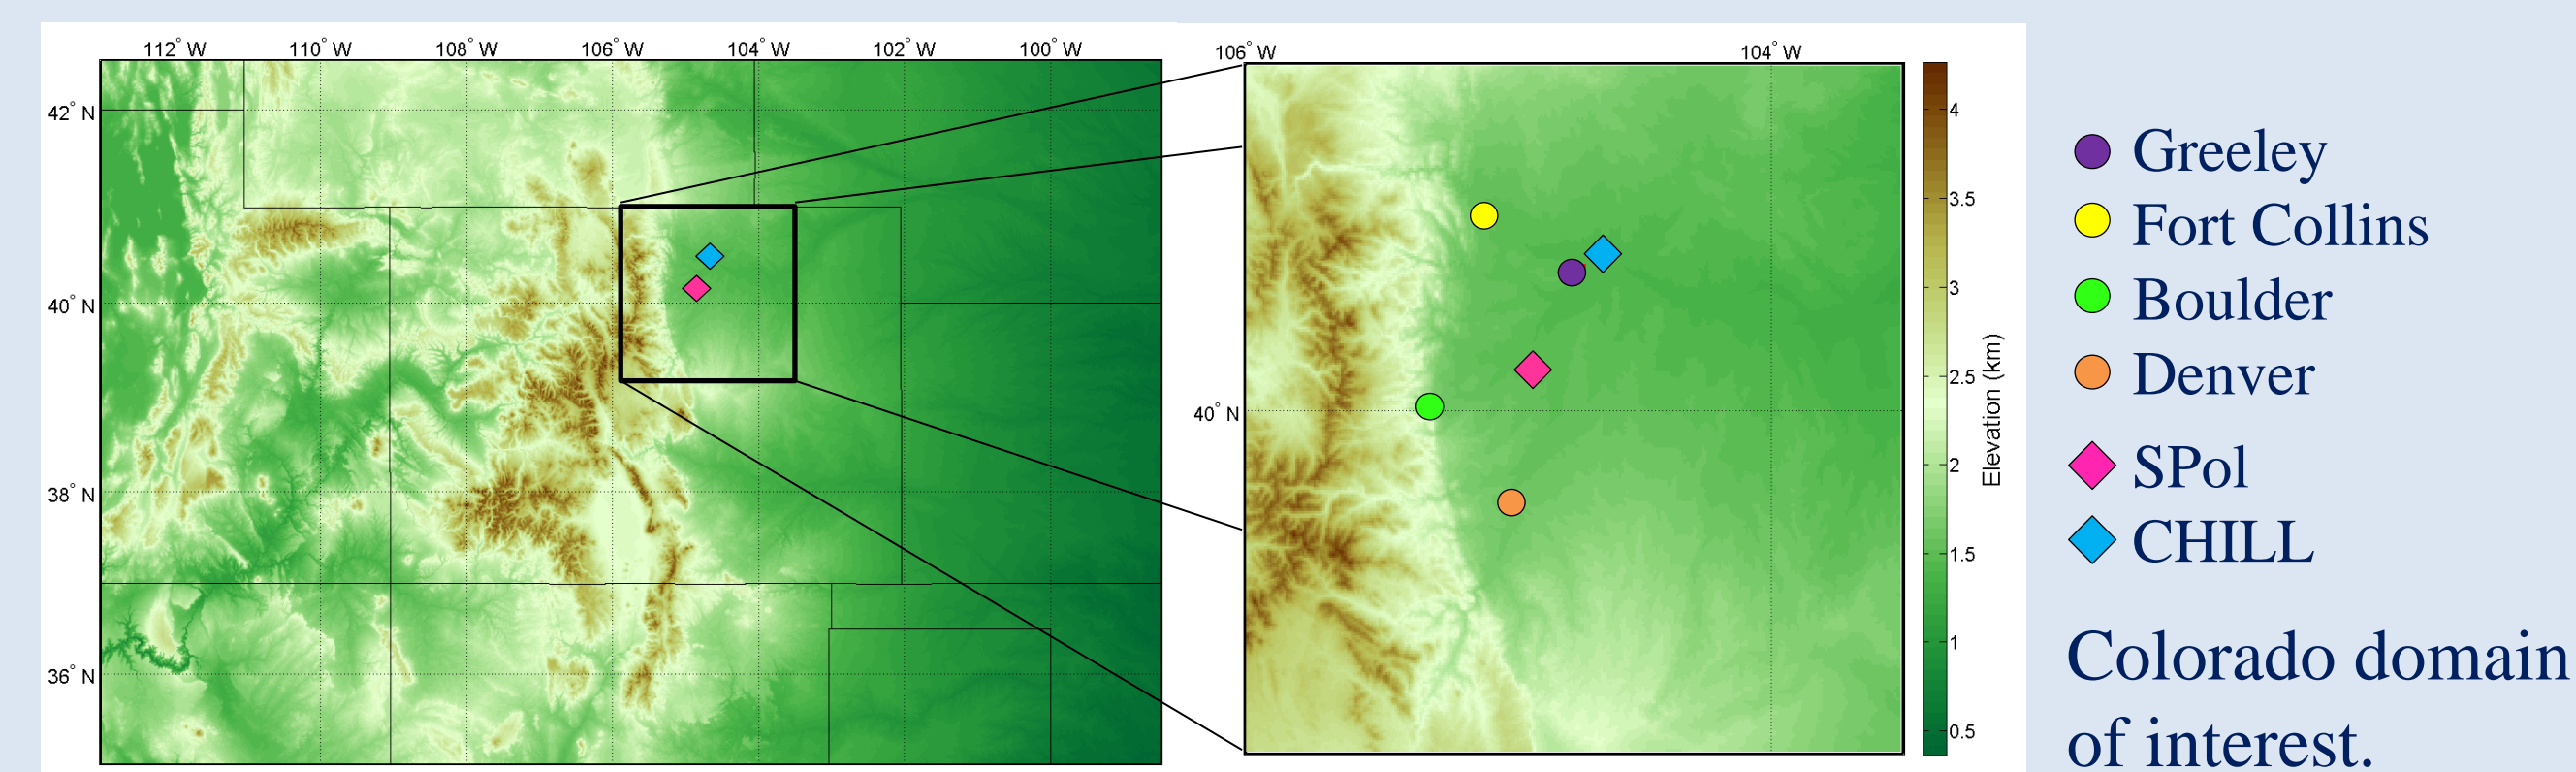 112° W 110° W 108° W 106° W 104° W 102° W 100° W
42° N
40° N
38° N
36° N
106° W 104° W
40° N
4
3.5
3
2.5
2
1.5
1
0.5
Elevation (km)
Greeley
Fort Collins
Boulder
Denver
SPol
CHILL
Colorado domain
of interest.